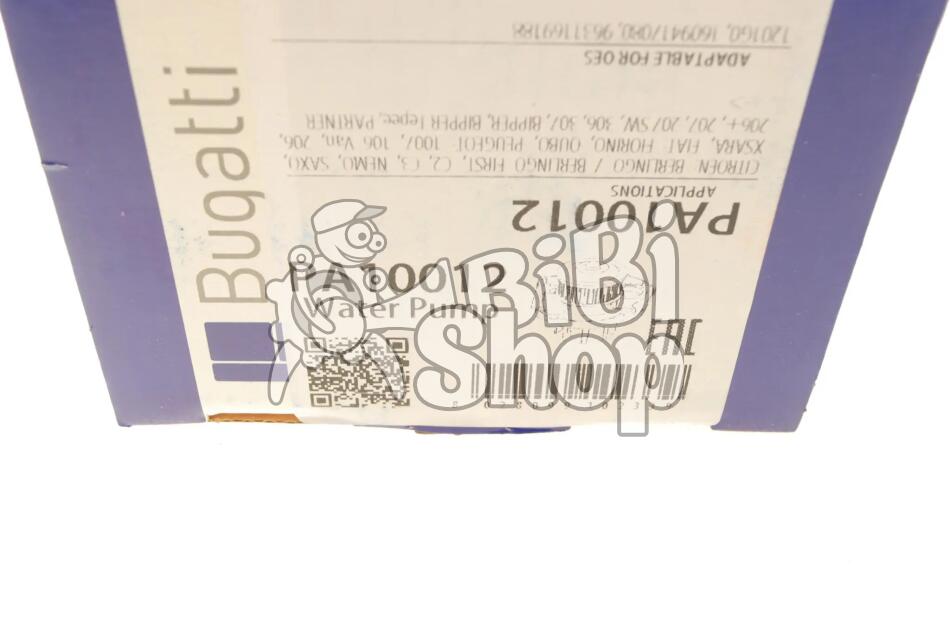 Bugatti
PA10012
Water Pump
PA10012
APPLICATIONS
CITROEN: BERLINGO / BERLINGO FIRST, C2, C3, NEMO, SAXO,
XSARA, FIAT: FIORINO, QUBO, PEUGEOT: 1007, 106 Van, 206,
206+, 207, 207 SW, 306, 307, BIPPER, BIPPER Tepee, PARTNER
ADAPTABLE FOR OES
1201G0, 1609417080, 9631169188
EAC
BiBi
Shop